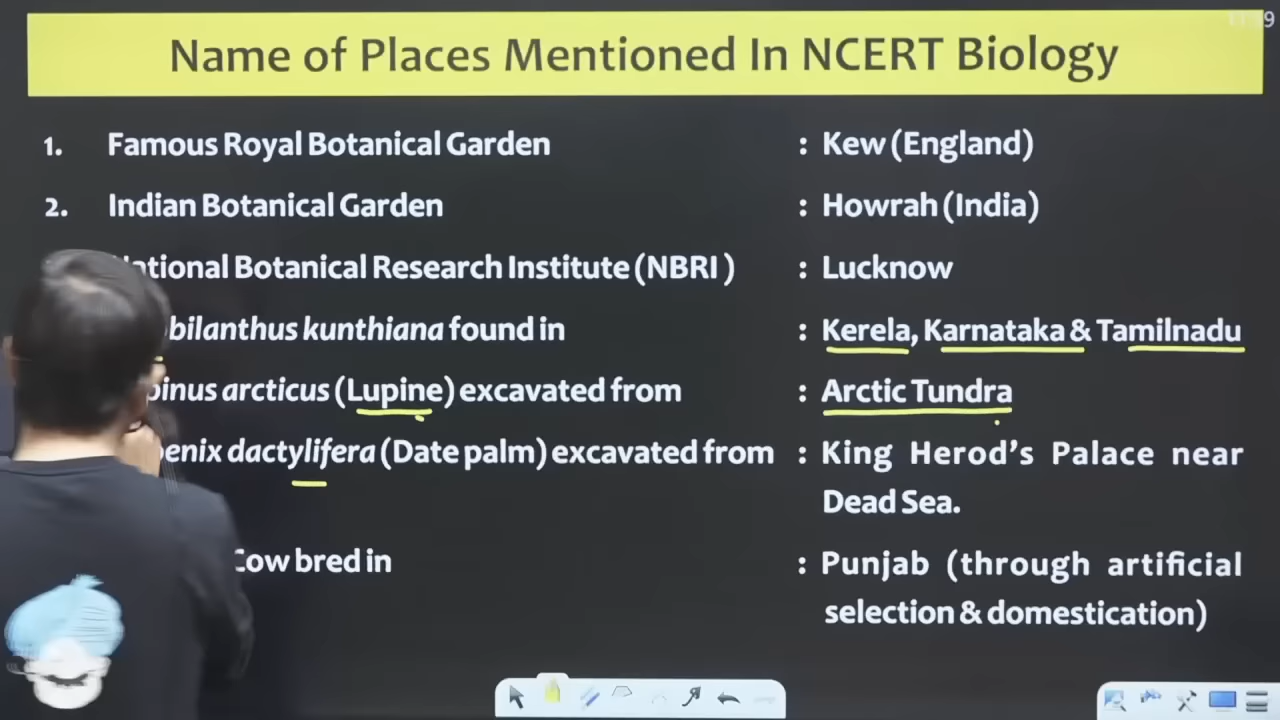 Name of Places Mentioned In NCERT Biology
1. Famous Royal Botanical Garden : Kew (England)
2. Indian Botanical Garden : Howrah (India)
National Botanical Research Institute (NBRI ) : Lucknow
bilanthus kunthiana found in : Kerela, Karnataka & Tamilnadu
pinus arcticus (Lupine) excavated from : Arctic Tundra
enix dactylifera (Date palm) excavated from : King Herod's Palace near
Dead Sea.
Cow bred in : Punjab (through artificial
selection & domestication)